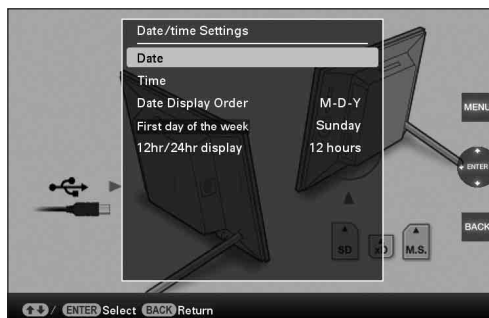 Date/time Settings
Date
Time
Date Display Order M-D-Y
First day of the week Sunday
12hr/24hr display 12 hours
MENU
ENTER
BACK
SD xD M.S.
/ ENTER Select BACK Return